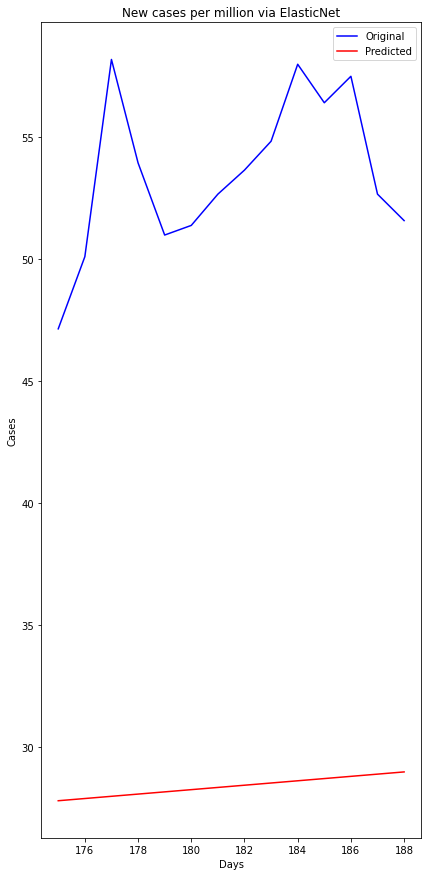 New cases per million via ElasticNet
Original
Predicted
55
50
45
40
35
30
Cases
176 178 180 182 184 186 188
Days